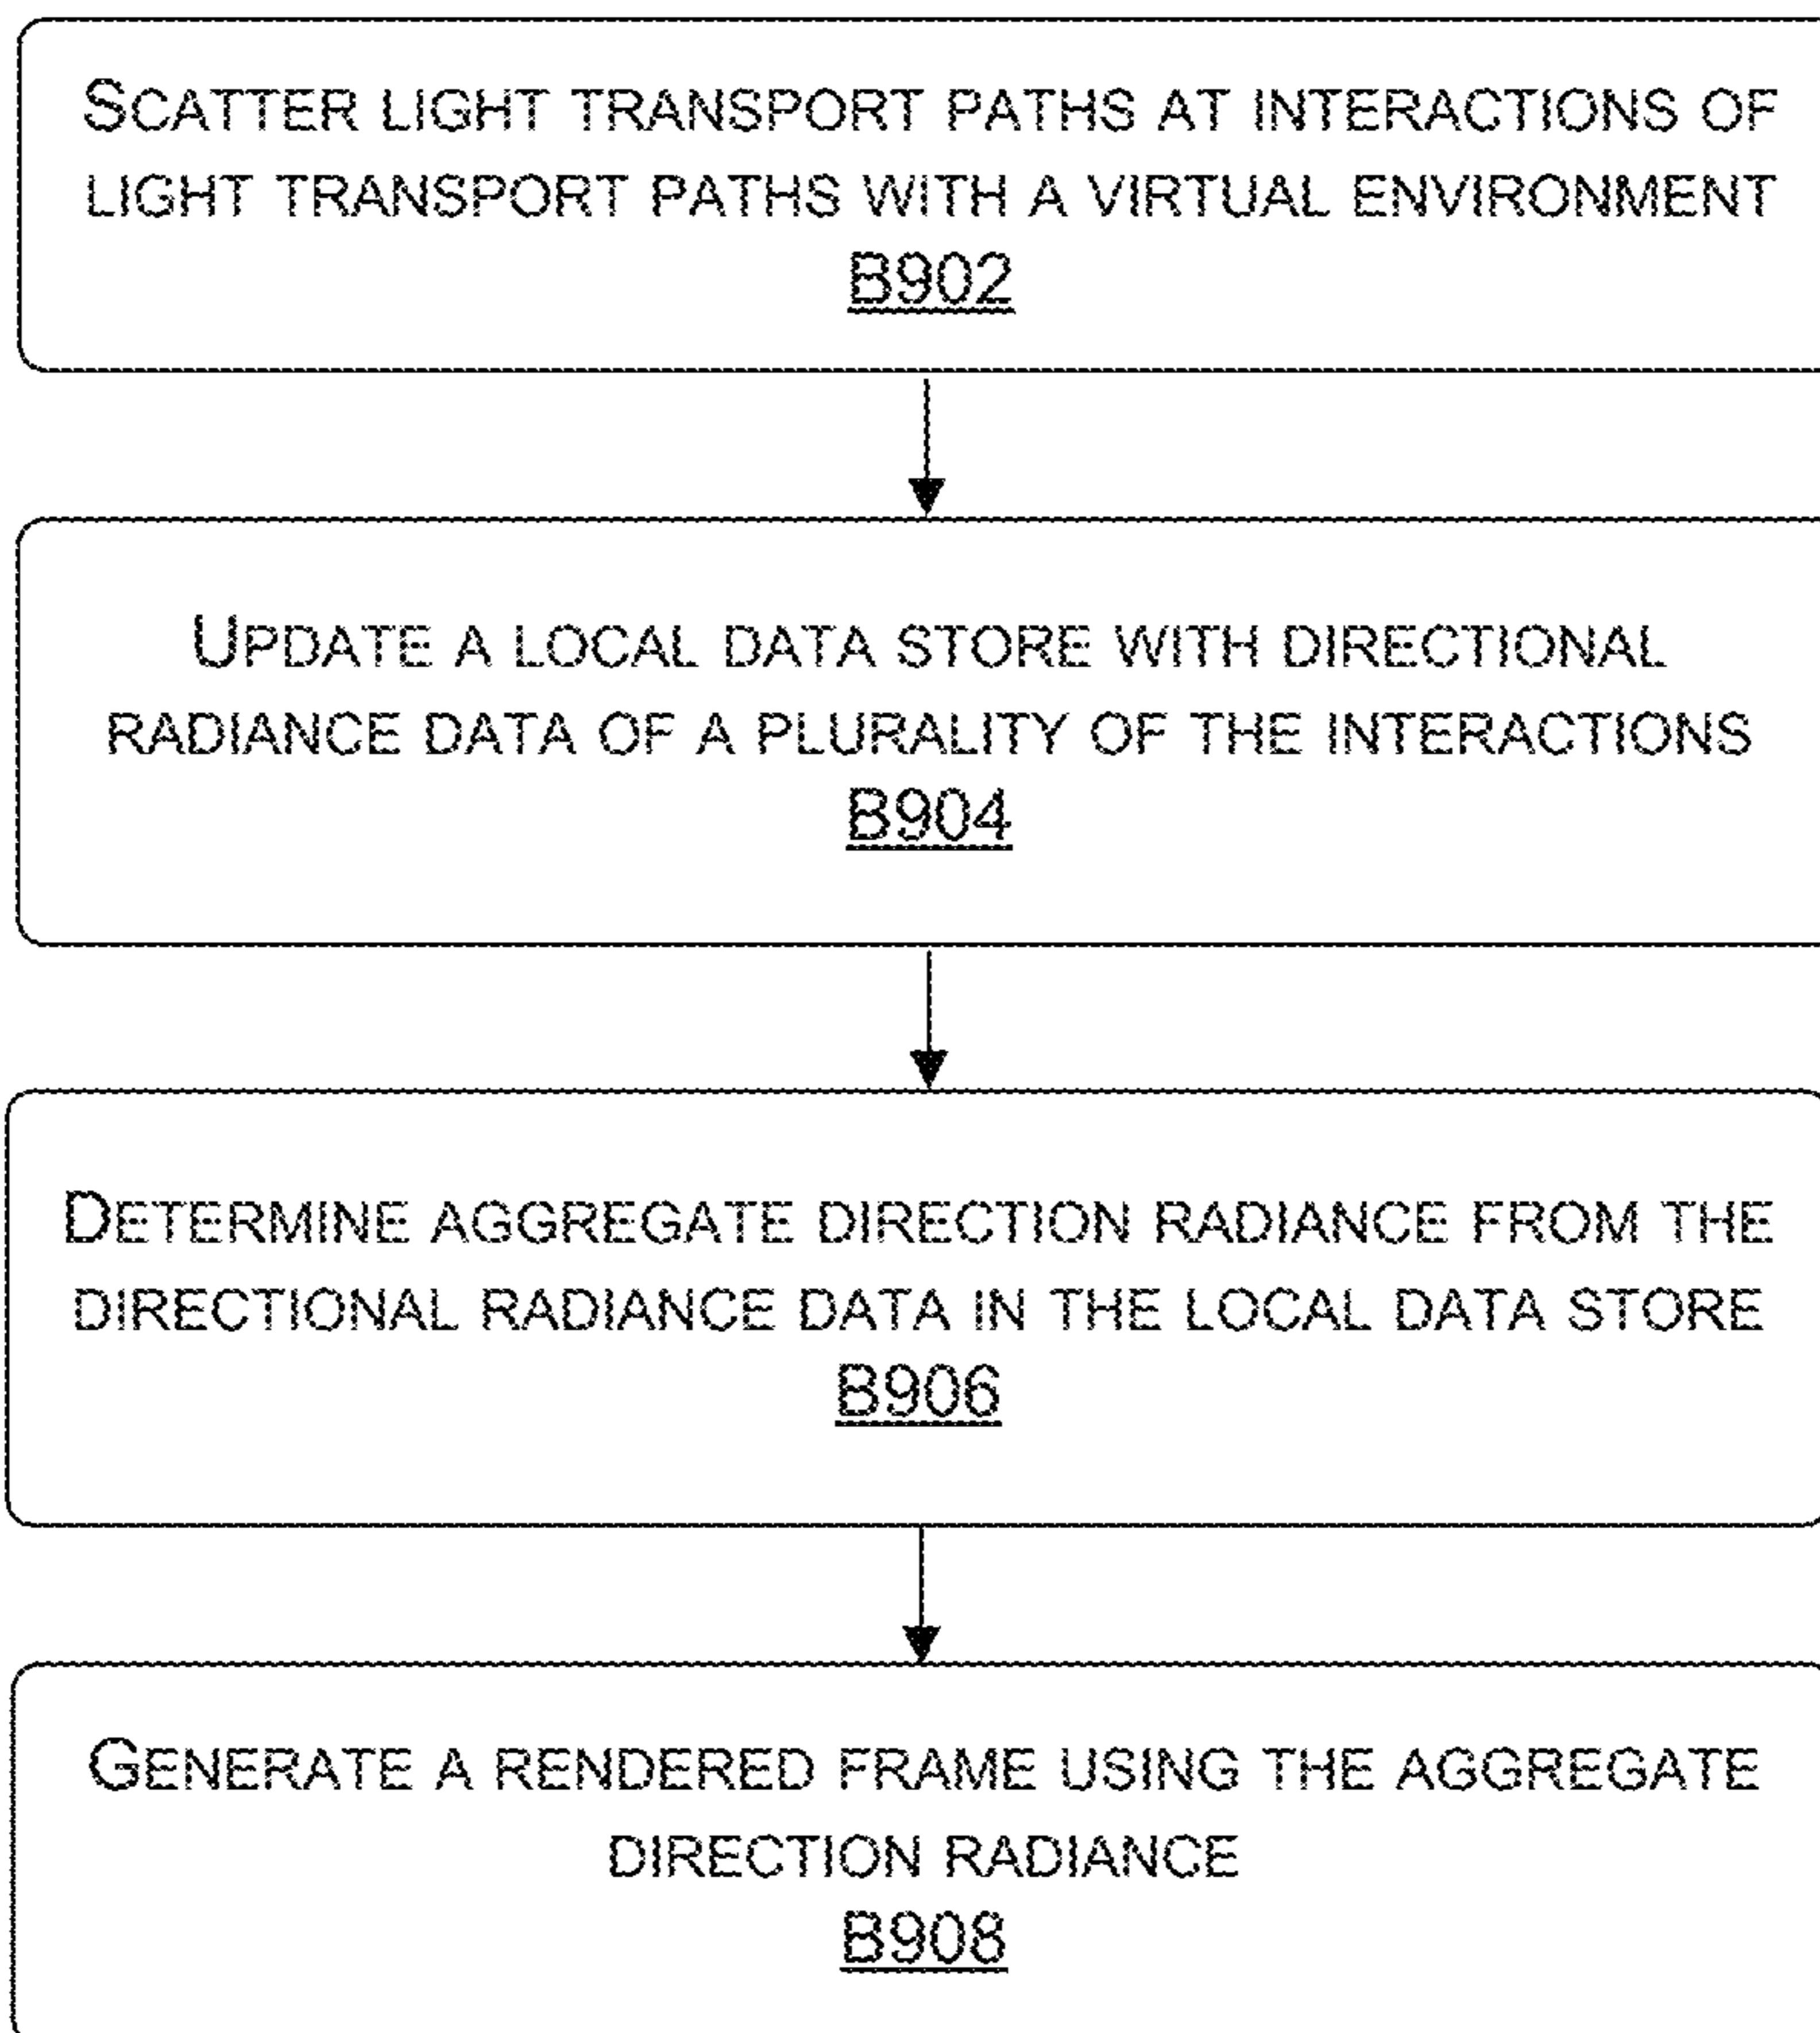 SCATTER LIGHT TRANSPORT PATHS AT INTERACTIONS OF
LIGHT TRANSPORT PATHS WITH A VIRTUAL ENVIRONMENT
B902
UPDATE A LOCAL DATA STORE WITH DIRECTIONAL
RADIANCE DATA OF A PLURALITY OF THE INTERACTIONS
B904
DETERMINE AGGREGATE DIRECTION RADIANCE FROM THE
DIRECTIONAL RADIANCE DATA IN THE LOCAL DATA STORE
B906
GENERATE A RENDERED FRAME USING THE AGGREGATE
DIRECTION RADIANCE
B908